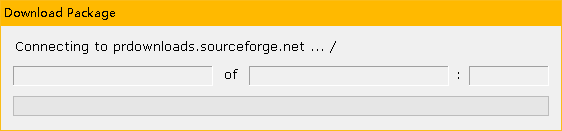 Download Package
Connecting to prdownloads.sourceforge.net ... /
of :